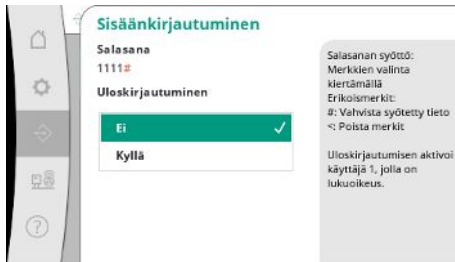 Sisäänkirjautuminen
Salasana
1111#
Uloskirjautuminen
Ei
Kyllä
Salasanan syöttö:
Merkkien valinta
kiertämällä
Erikoismerkit:
#: Vahvista syötetty tieto
<: Poista merkit
Uloskirjautumisen aktivoi
käyttäjä 1, jolla on
lukuoikeus.